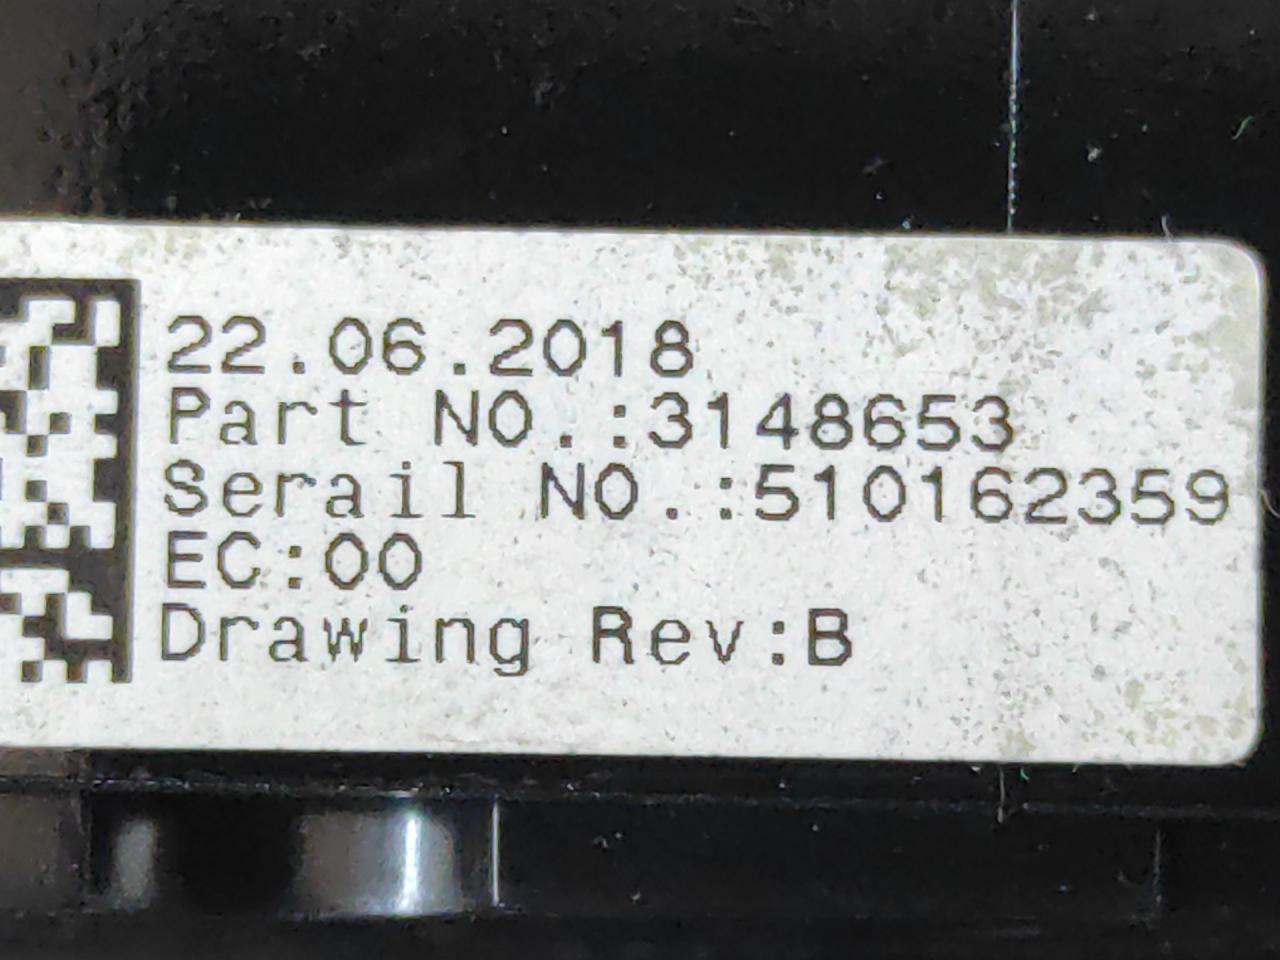 22.06.2018
Part NO.:3148653
Serail NO.:510162359
EC:00
Drawing Rev:B